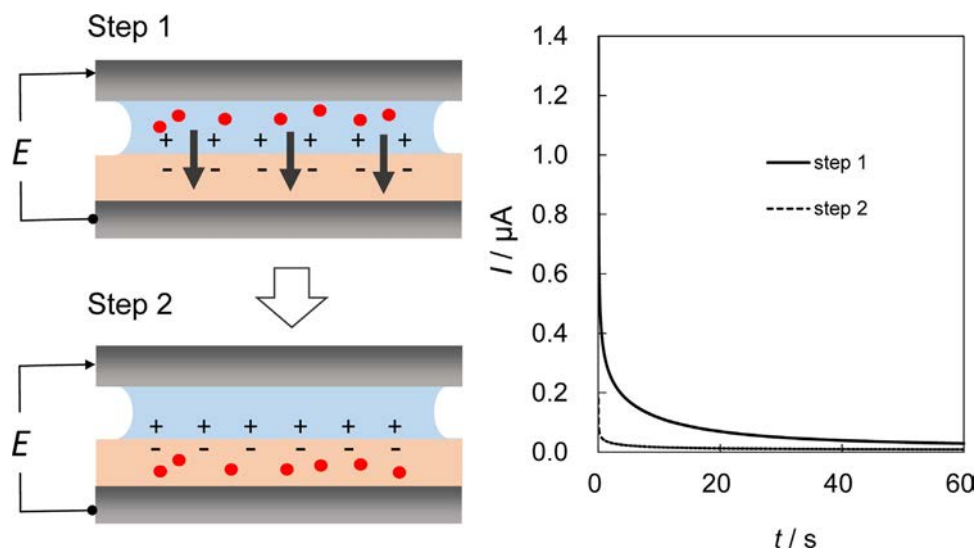 Step 1
E
+ + + + + +
- - - - - -
Step 2
E
+ + + + + +
- - - - - -
I / µA
1.4
1.2
1.0
0.8
0.6
0.4
0.2
0.0
step 1
step 2
0 20 40 60
t / s